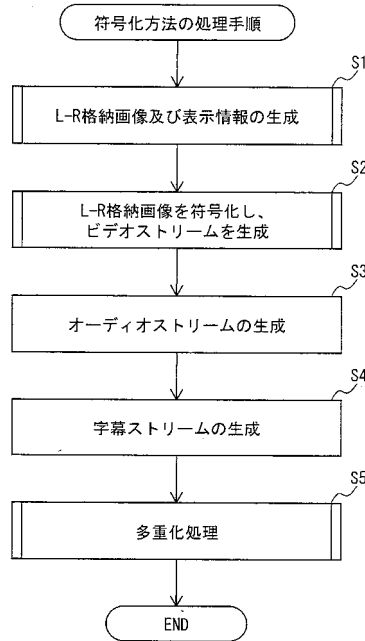 符号化方法の処理手順
S1
L-R格納画像及び表示情報の生成
S2
L-R格納画像を符号化し、
ビデオストリームを生成
S3
オーディオストリームの生成
S4
字幕ストリームの生成
S5
多重化処理
END